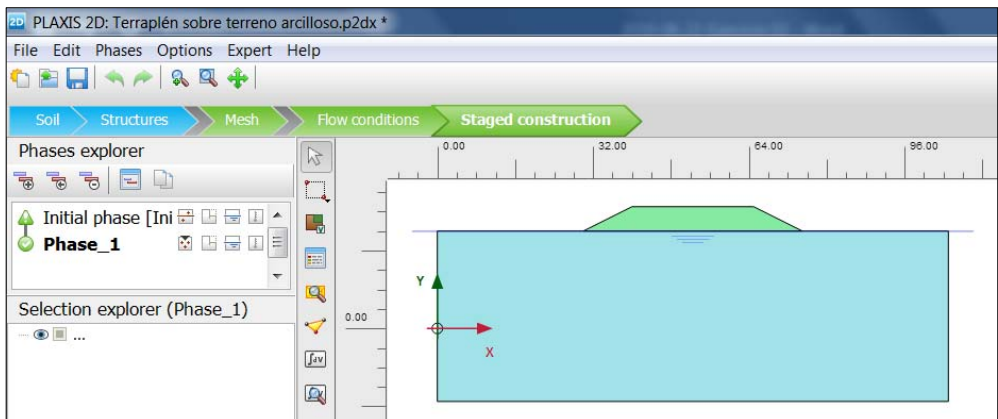 2D PLAXIS 2D: Terraplén sobre terreno arcilloso.p2dx *
File Edit Phases Options Expert Help
Soil Structures Mesh Flow conditions Staged construction
Phases explorer
Initial phase [Ini
Phase_1
Selection explorer (Phase_1)
...
0.00 32.00 64.00 96.00
Y
0.00
X
∫dV